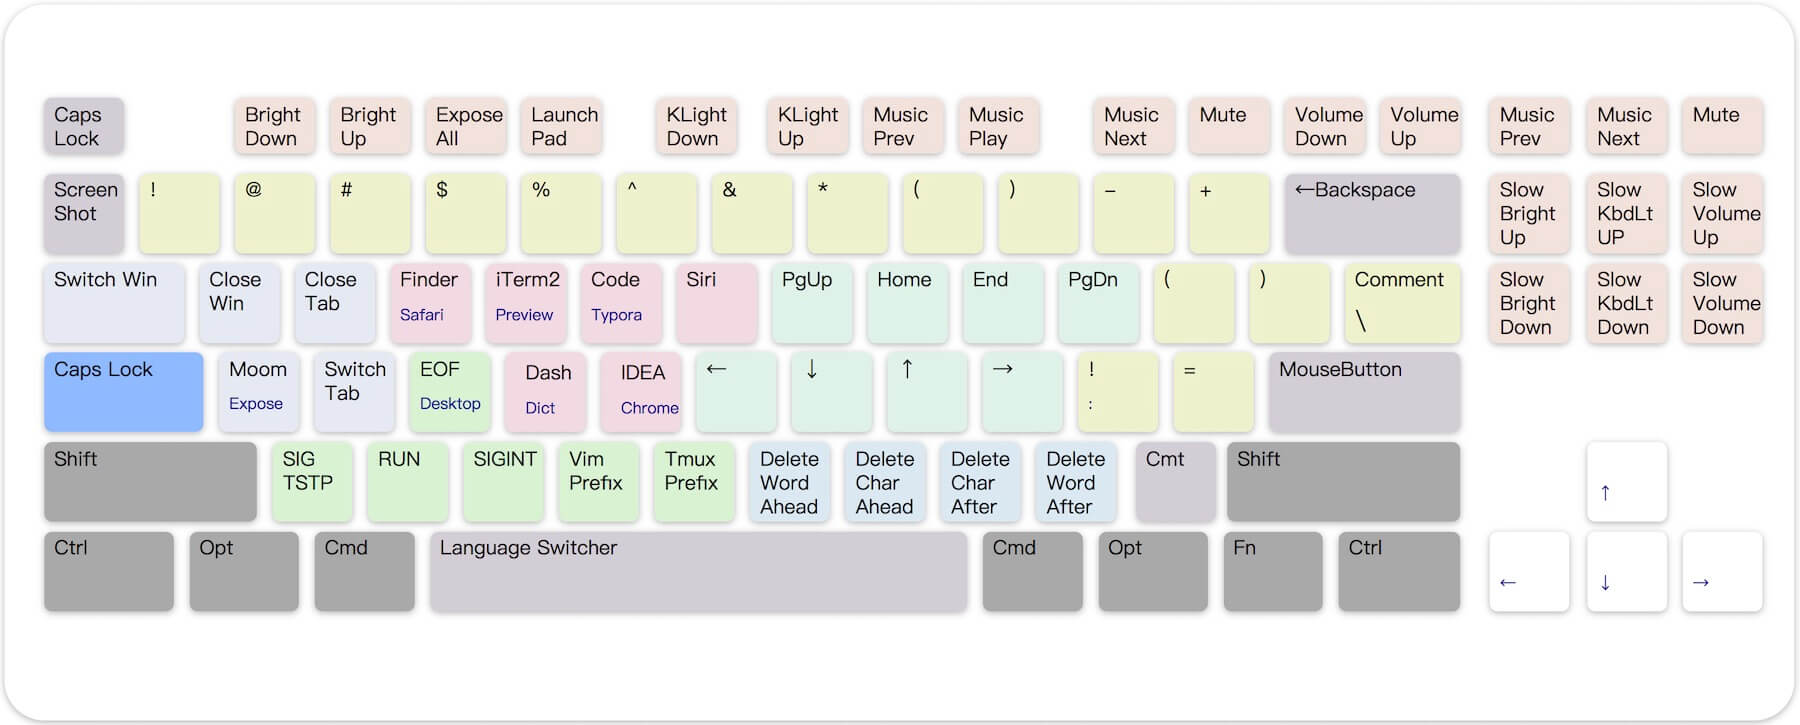 Caps
Lock
Bright
Down
Bright
Up
Expose
All
Launch
Pad
KLight
Down
KLight
Up
Music
Prev
Music
Play
Music
Next
Mute
Volume
Down
Volume
Up
Music
Prev
Music
Next
Mute
Screen
Shot
!
@
#
$
%
^
&
*
(
)
−
+
←Backspace
Slow
Bright
Up
Slow
KbdLt
UP
Slow
Volume
Up
Switch Win
Close
Win
Close
Tab
Finder
Safari
iTerm2
Preview
Code
Typora
Siri
PgUp
Home
End
PgDn
(
)
Comment
\
Slow
Bright
Down
Slow
KbdLt
Down
Slow
Volume
Down
Caps Lock
Moom
Expose
Switch
Tab
EOF
Desktop
Dash
Dict
IDEA
Chrome
←
↓
↑
→
!
:
=
MouseButton
Shift
SIG
TSTP
RUN
SIGINT
Vim
Prefix
Tmux
Prefix
Delete
Word
Ahead
Delete
Char
Ahead
Delete
Char
After
Delete
Word
After
Cmt
Shift
↑
Ctrl
Opt
Cmd
Language Switcher
Cmd
Opt
Fn
Ctrl
←
↓
→